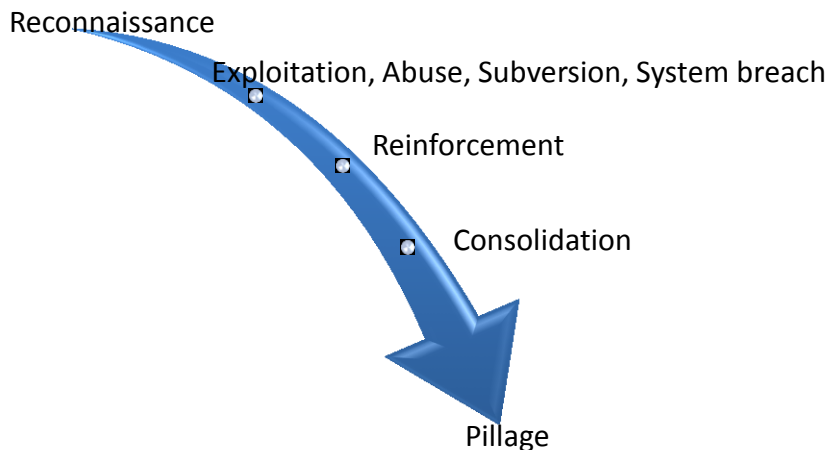 Reconnaissance
Exploitation, Abuse, Subversion, System breach
Reinforcement
Consolidation
Pillage